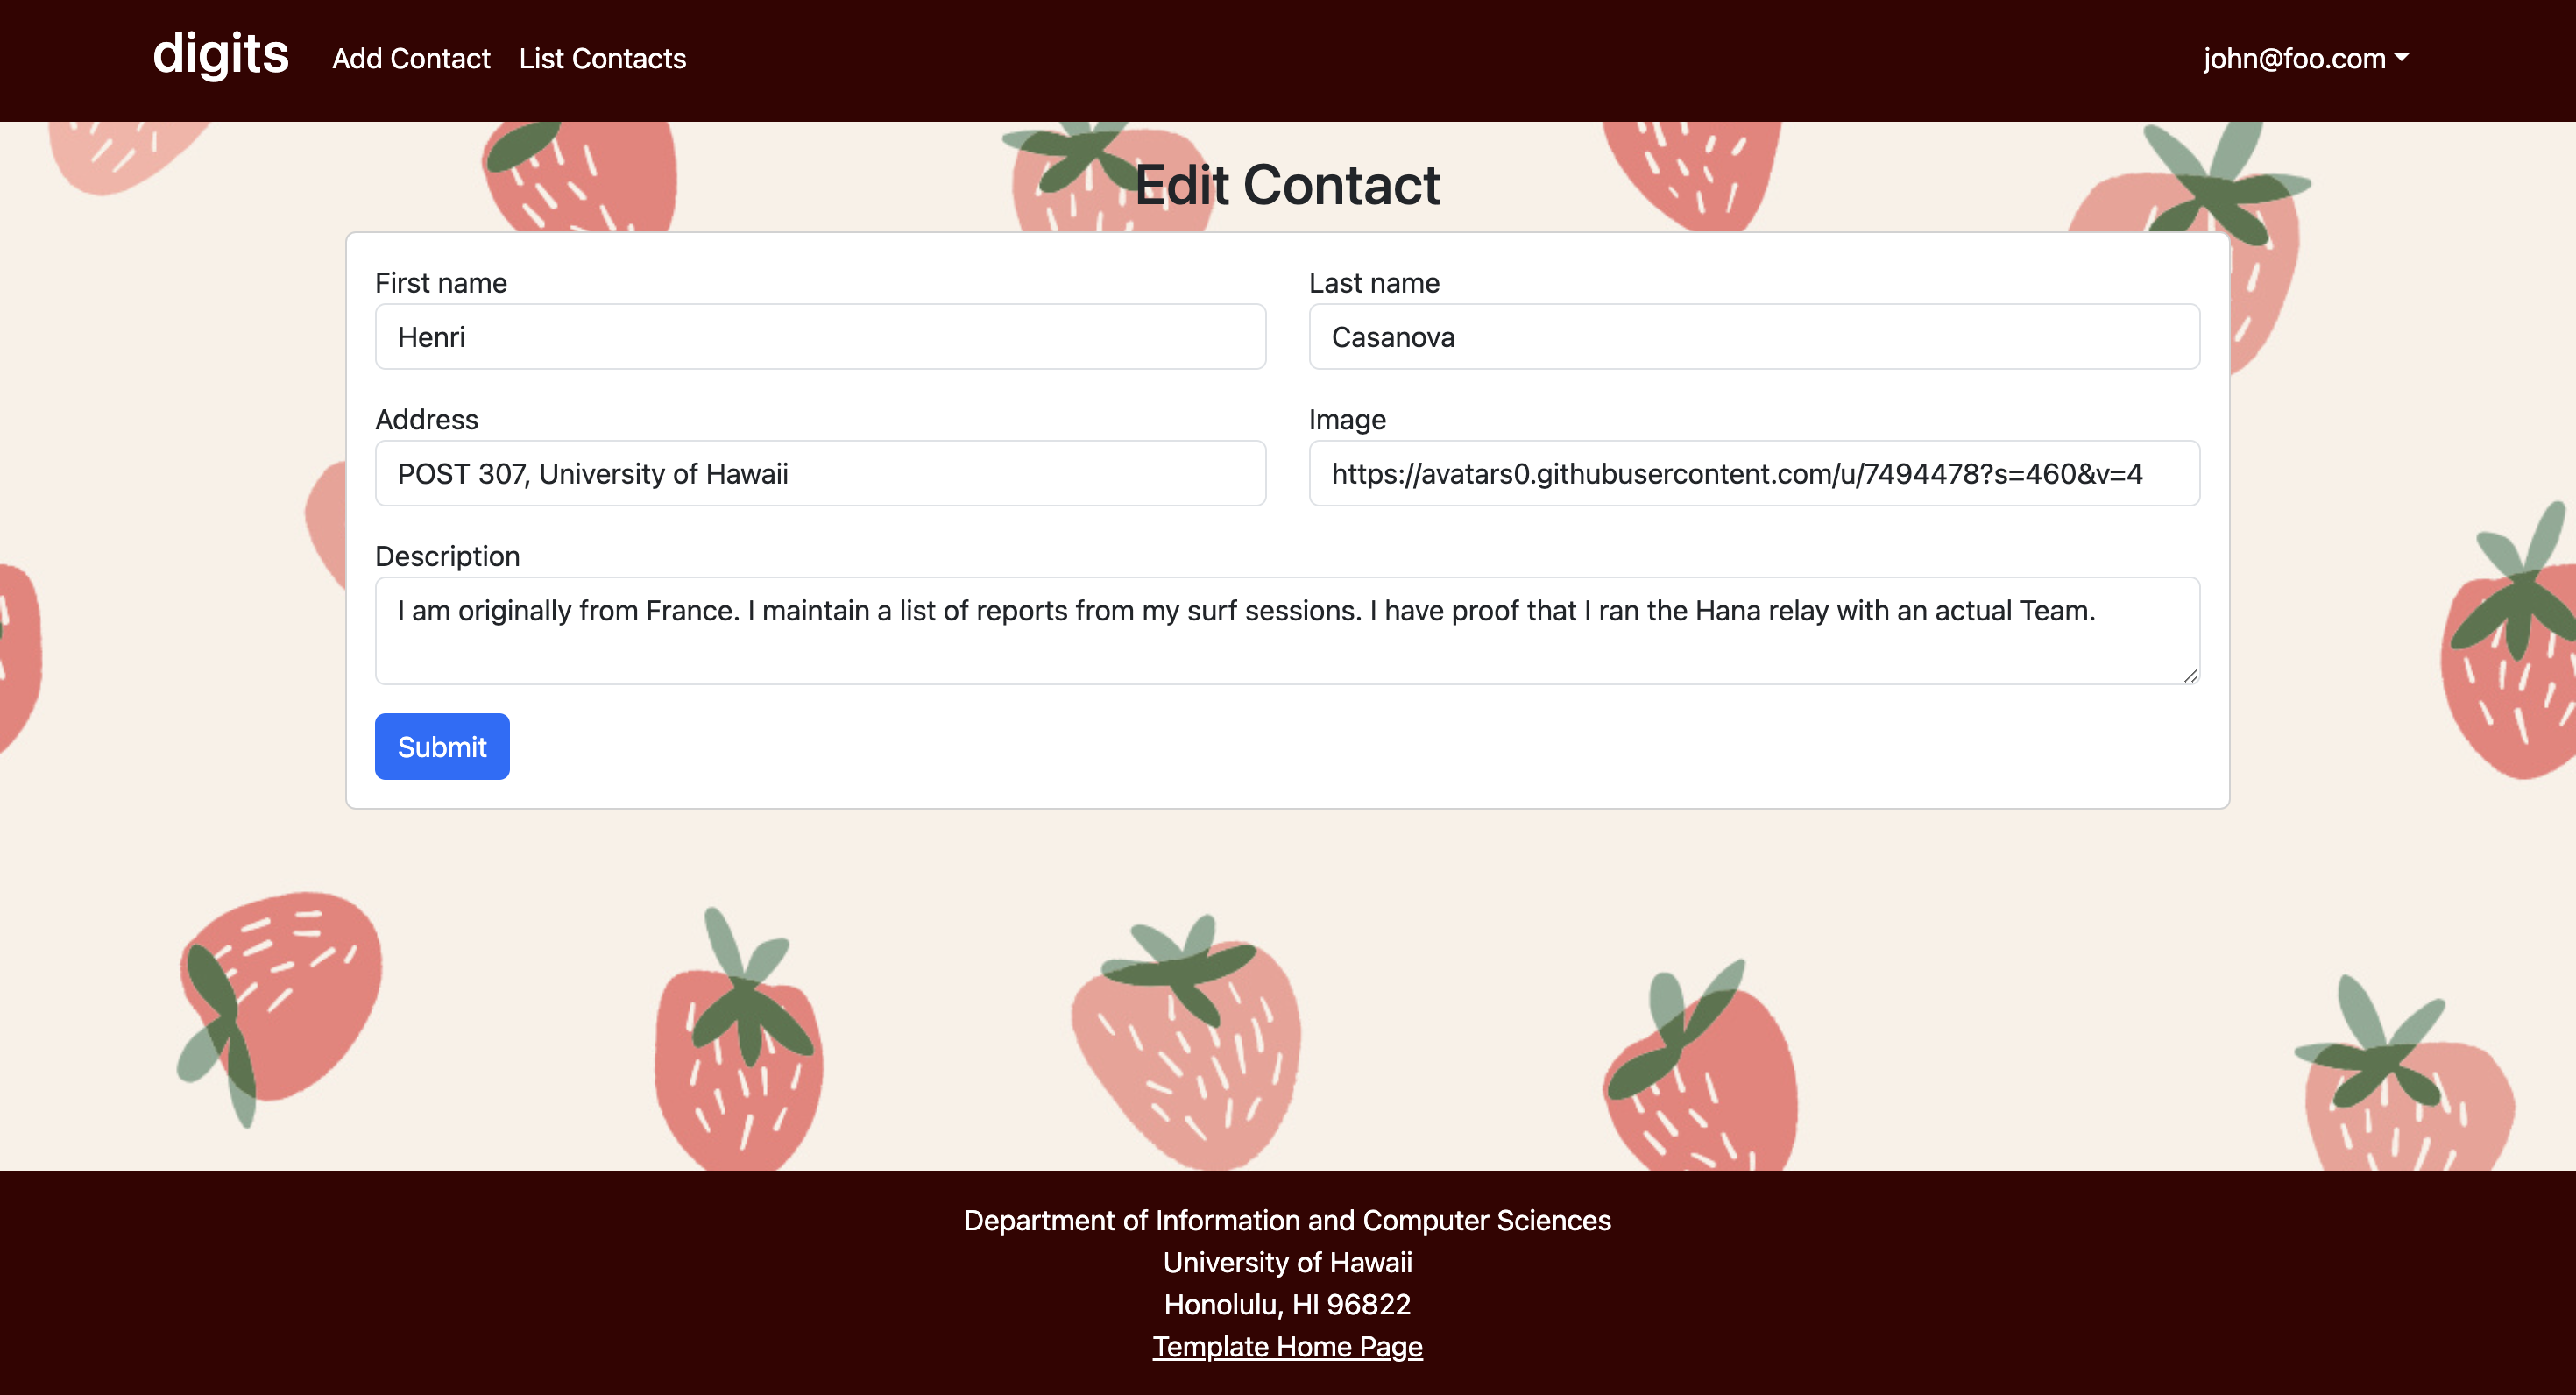 digits
Add Contact
List Contacts
john@foo.com
Edit Contact
First name
Last name
Henri
Casanova
Address
Image
POST 307, University of Hawaii
https://avatars0.githubusercontent.com/u/7494478?s=460&v=4
Description
I am originally from France. I maintain a list of reports from my surf sessions. I have proof that I ran the Hana relay with an actual Team.
Submit
Department of Information and Computer Sciences
University of Hawaii
Honolulu, HI 96822
Template Home Page